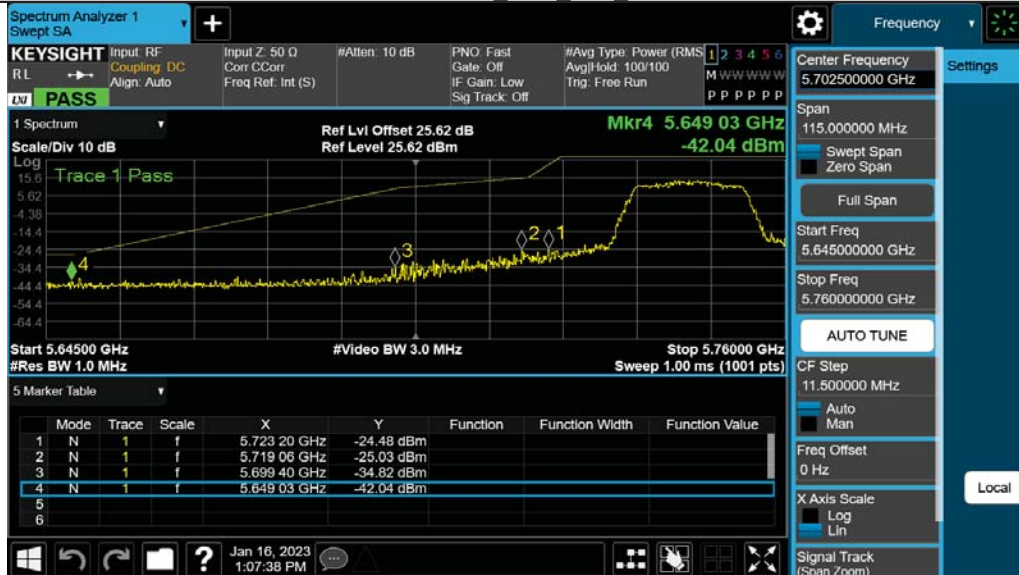 Spectrum Analyzer 1
Swept SA
+
Frequency
KEYSIGHT
RL
LXI PASS
Input: RF
Coupling: DC
Align: Auto
Input Z: 50 Ω
Corr CCorr
Freq Ref: Int (S)
#Atten: 10 dB
PNO: Fast
Gate: Off
IF Gain: Low
Sig Track: Off
#Avg Type: Power (RMS
Avg|Hold: 100/100
Trig: Free Run
1 2 3 4 5 6
M W W W W W
P P P P P P
1 Spectrum
Scale/Div 10 dB
Ref Lvl Offset 25.62 dB
Ref Level 25.62 dBm
Mkr4 5.649 03 GHz
-42.04 dBm
Log
Trace 1 Pass
15.6
5.62
-4.38
-14.4
-24.4
-34.4
-44.4
-54.4
-64.4
4
3
2
1
Start 5.64500 GHz
#Res BW 1.0 MHz
#Video BW 3.0 MHz
Stop 5.76000 GHz
Sweep 1.00 ms (1001 pts)
5 Marker Table
Mode Trace Scale X Y Function Function Width Function Value
1 N 1 f 5.723 20 GHz -24.48 dBm
2 N 1 f 5.719 06 GHz -25.03 dBm
3 N 1 f 5.699 40 GHz -34.82 dBm
4 N 1 f 5.649 03 GHz -42.04 dBm
5
6
?
Jan 16, 2023
1:07:38 PM
Center Frequency
5.702500000 GHz
Span
115.000000 MHz
Swept Span
Zero Span
Full Span
Start Freq
5.645000000 GHz
Stop Freq
5.760000000 GHz
AUTO TUNE
CF Step
11.500000 MHz
Auto
Man
Freq Offset
0 Hz
X Axis Scale
Log
Lin
Signal Track
(Span Zoom)
Settings
Local